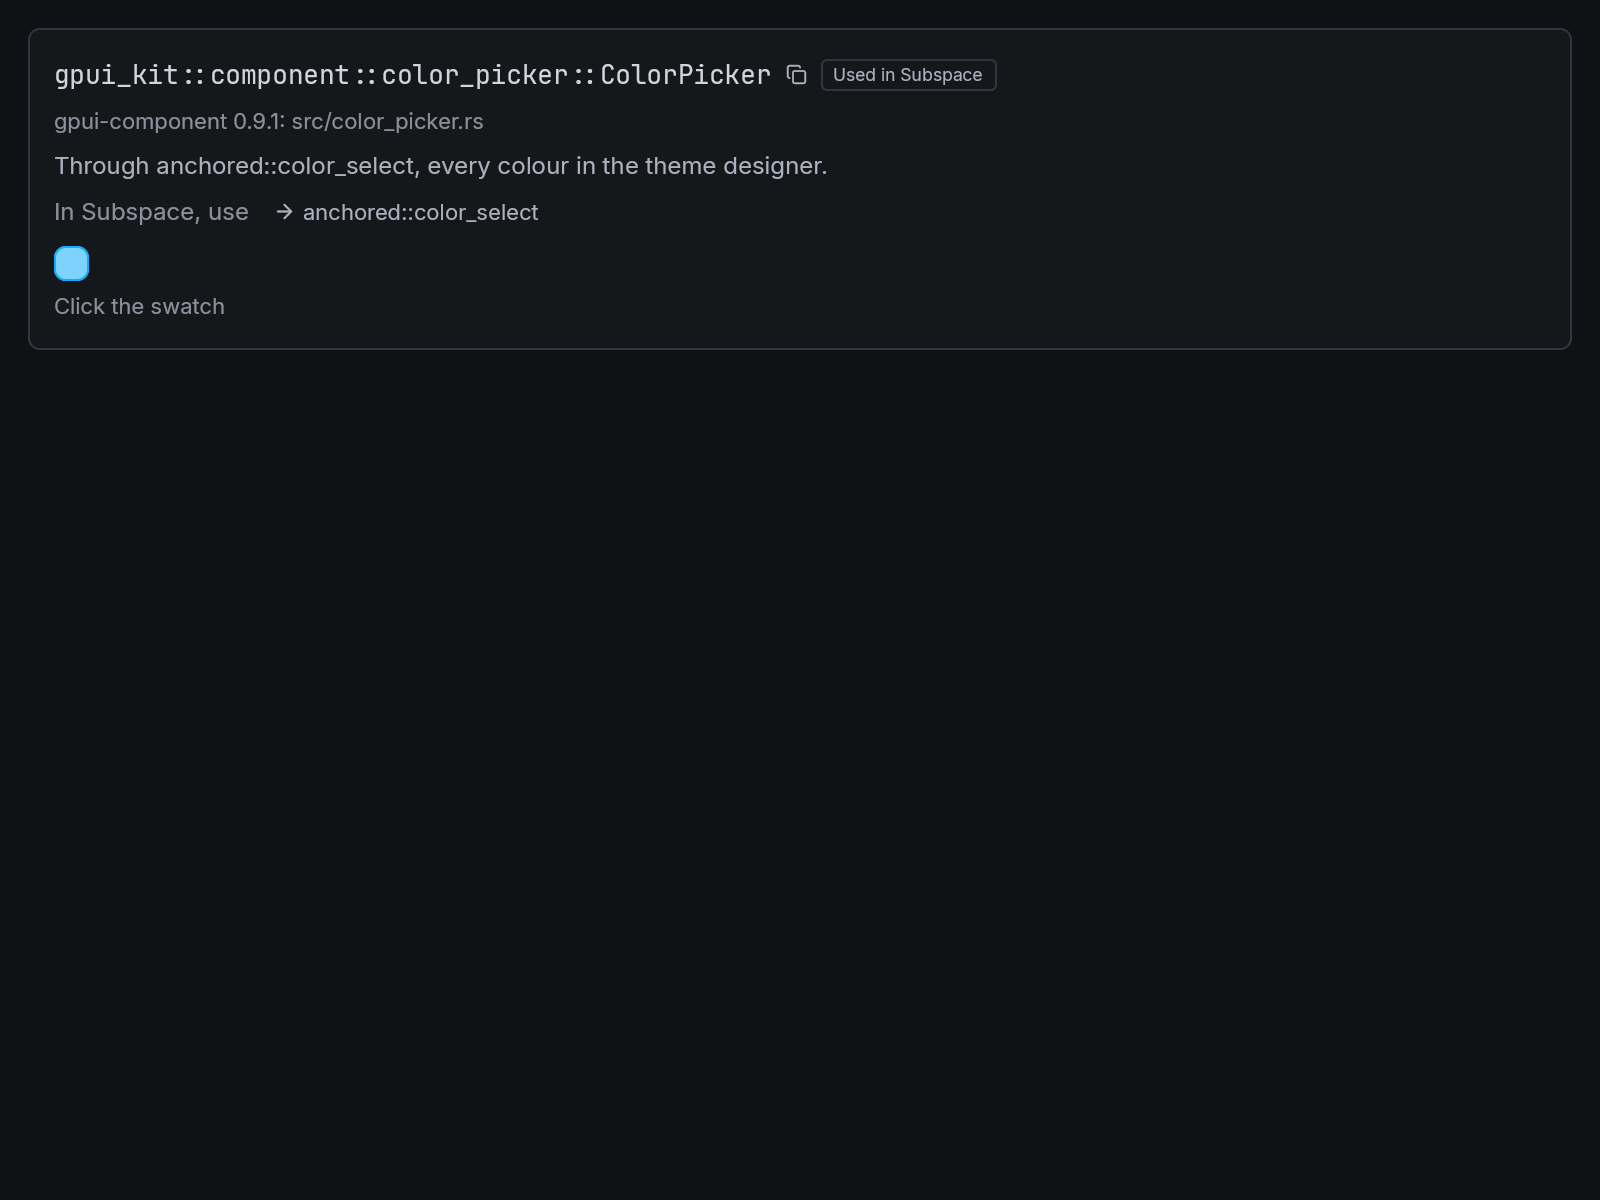 gpui_kit::component::color_picker::ColorPicker Used in Subspace
gpui-component 0.9.1: src/color_picker.rs
Through anchored::color_select, every colour in the theme designer.
In Subspace, use → anchored::color_select
Click the swatch